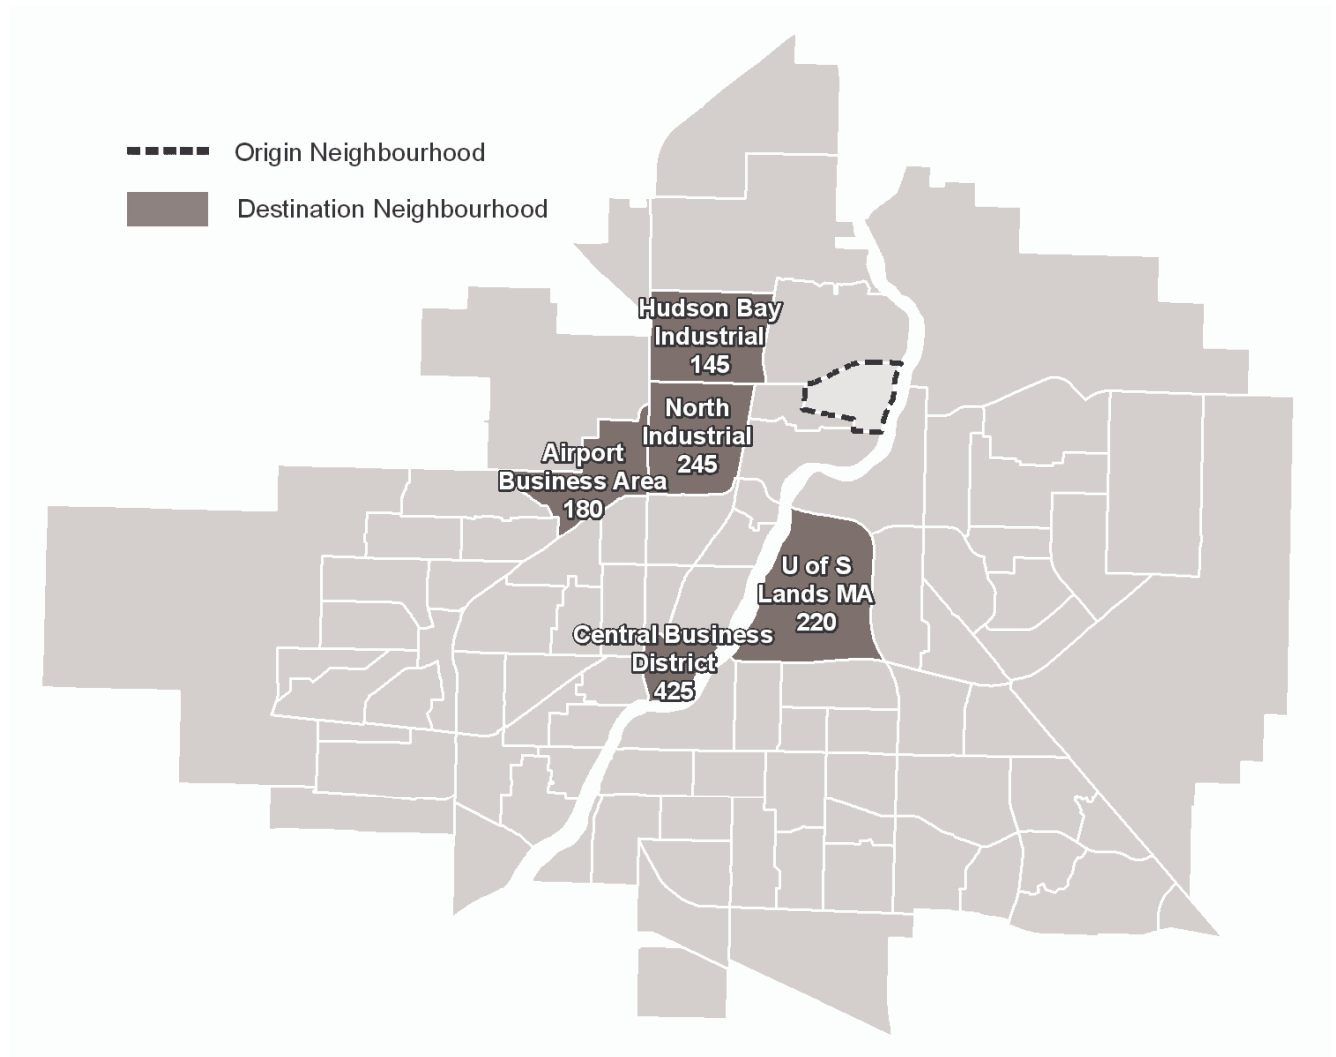 Origin Neighbourhood
Destination Neighbourhood
Hudson Bay
Industrial
145
North
Industrial
245
Airport
Business Area
180
U of S
Lands MA
220
Central Business
District
425